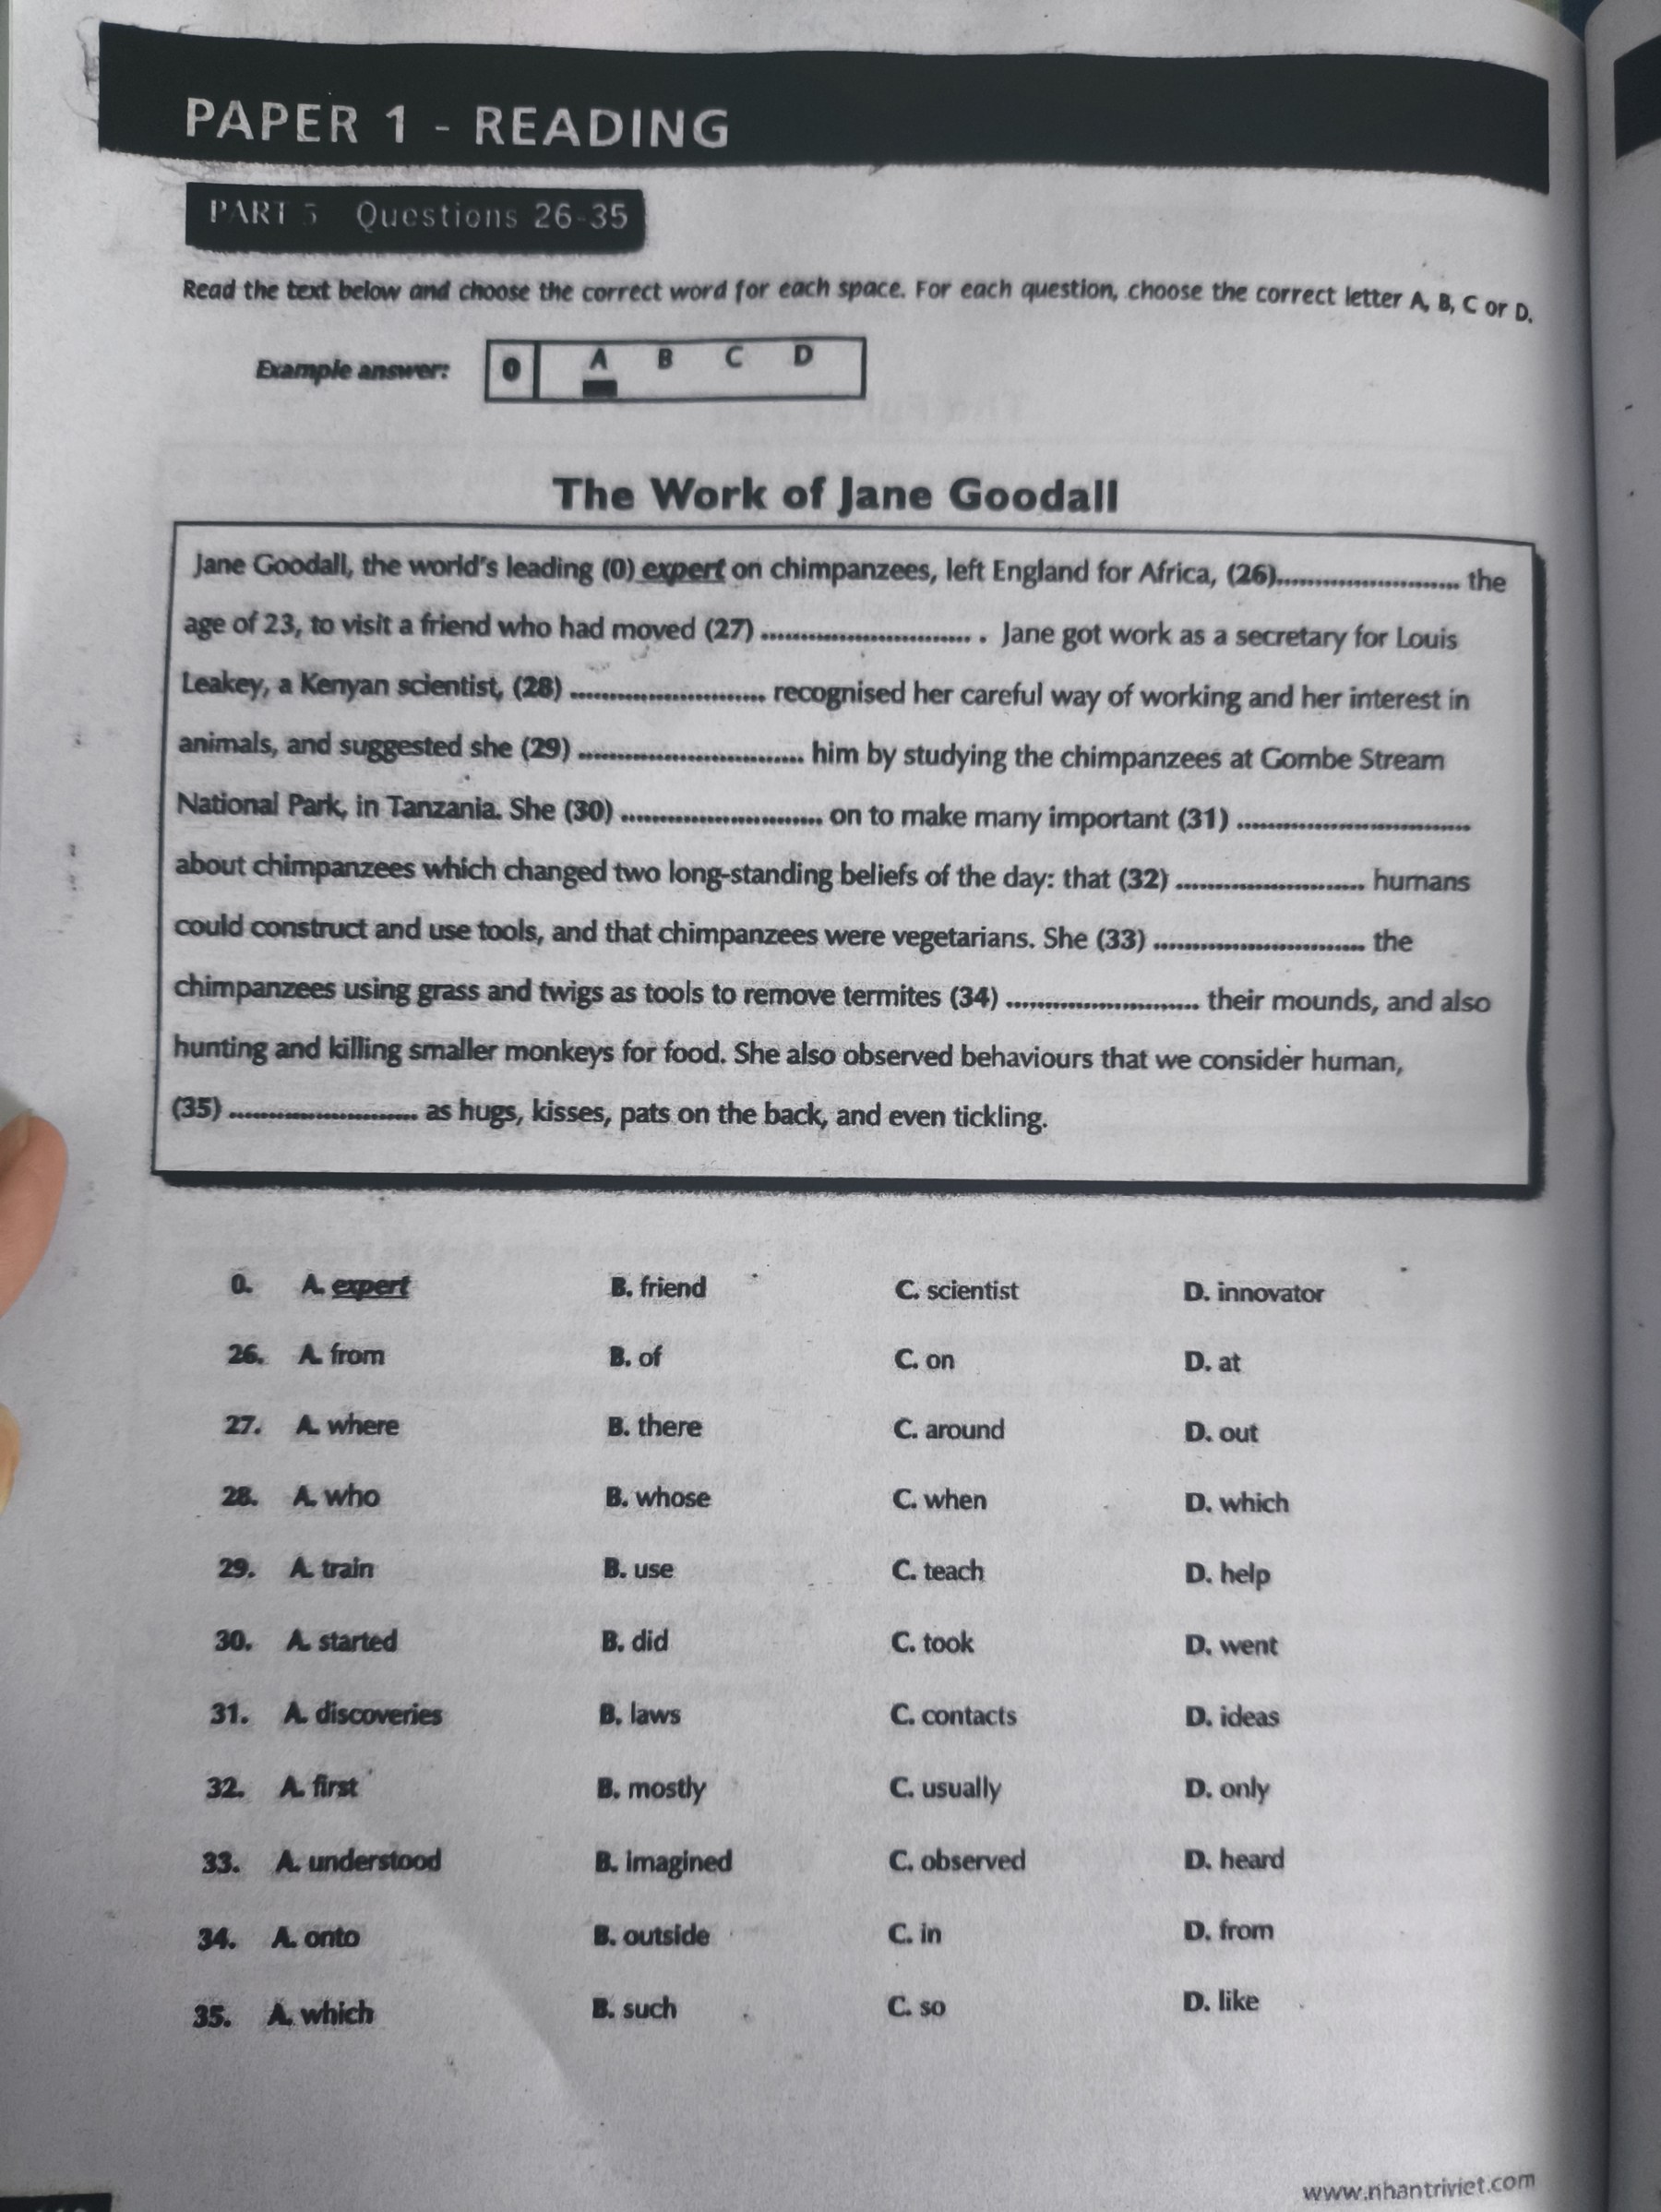 PAPER 1 - READING
PART 5 Questions 26-35
Read the text below and choose the correct word for each space. For each question, choose the correct letter A, B, C or D.
Example answer: 0 A B C D
The Work of Jane Goodall
Jane Goodall, the world's leading (0) expert on chimpanzees, left England for Africa, (26)........................ the
age of 23, to visit a friend who had moved (27) ............................ . Jane got work as a secretary for Louis
Leakey, a Kenyan scientist, (28) .......................... recognised her careful way of working and her interest in
animals, and suggested she (29) .............................. him by studying the chimpanzees at Gombe Stream
National Park, in Tanzania. She (30) .......................... on to make many important (31) ...............................
about chimpanzees which changed two long-standing beliefs of the day: that (32) ......................... humans
could construct and use tools, and that chimpanzees were vegetarians. She (33) ............................ the
chimpanzees using grass and twigs as tools to remove termites (34) ......................... their mounds, and also
hunting and killing smaller monkeys for food. She also observed behaviours that we consider human,
(35) ......................... as hugs, kisses, pats on the back, and even tickling.
0. A. expert B. friend C. scientist D. innovator
26. A. from B. of C. on D. at
27. A. where B. there C. around D. out
28. A. who B. whose C. when D. which
29. A. train B. use C. teach D. help
30. A. started B. did C. took D. went
31. A. discoveries B. laws C. contacts D. ideas
32. A. first B. mostly C. usually D. only
33. A. understood B. imagined C. observed D. heard
34. A. onto B. outside C. in D. from
35. A. which B. such C. so D. like
www.nhantriviet.com